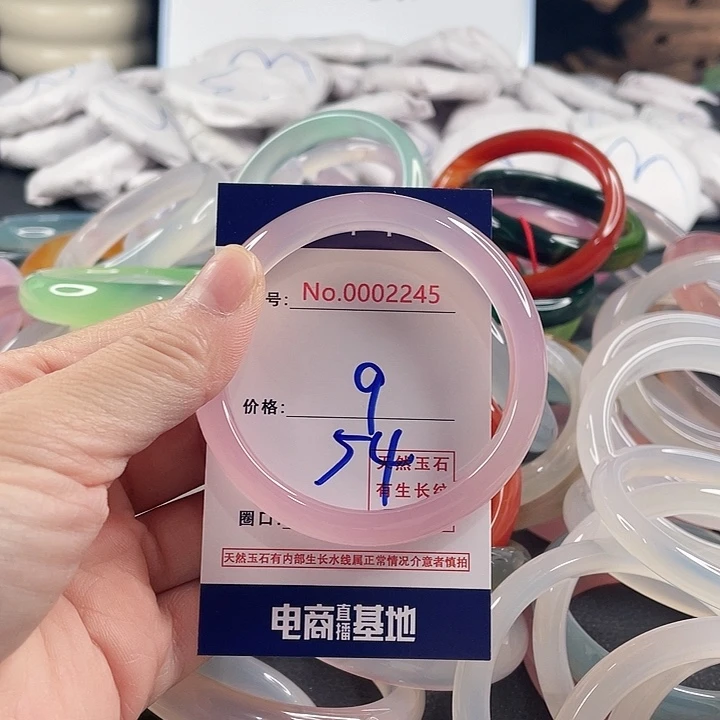 号: No.0002245
价格: 9
54
天然玉石
有生长纹
圈口:
天然玉石有内部生长水线属正常情况介意者慎拍
电商直播基地